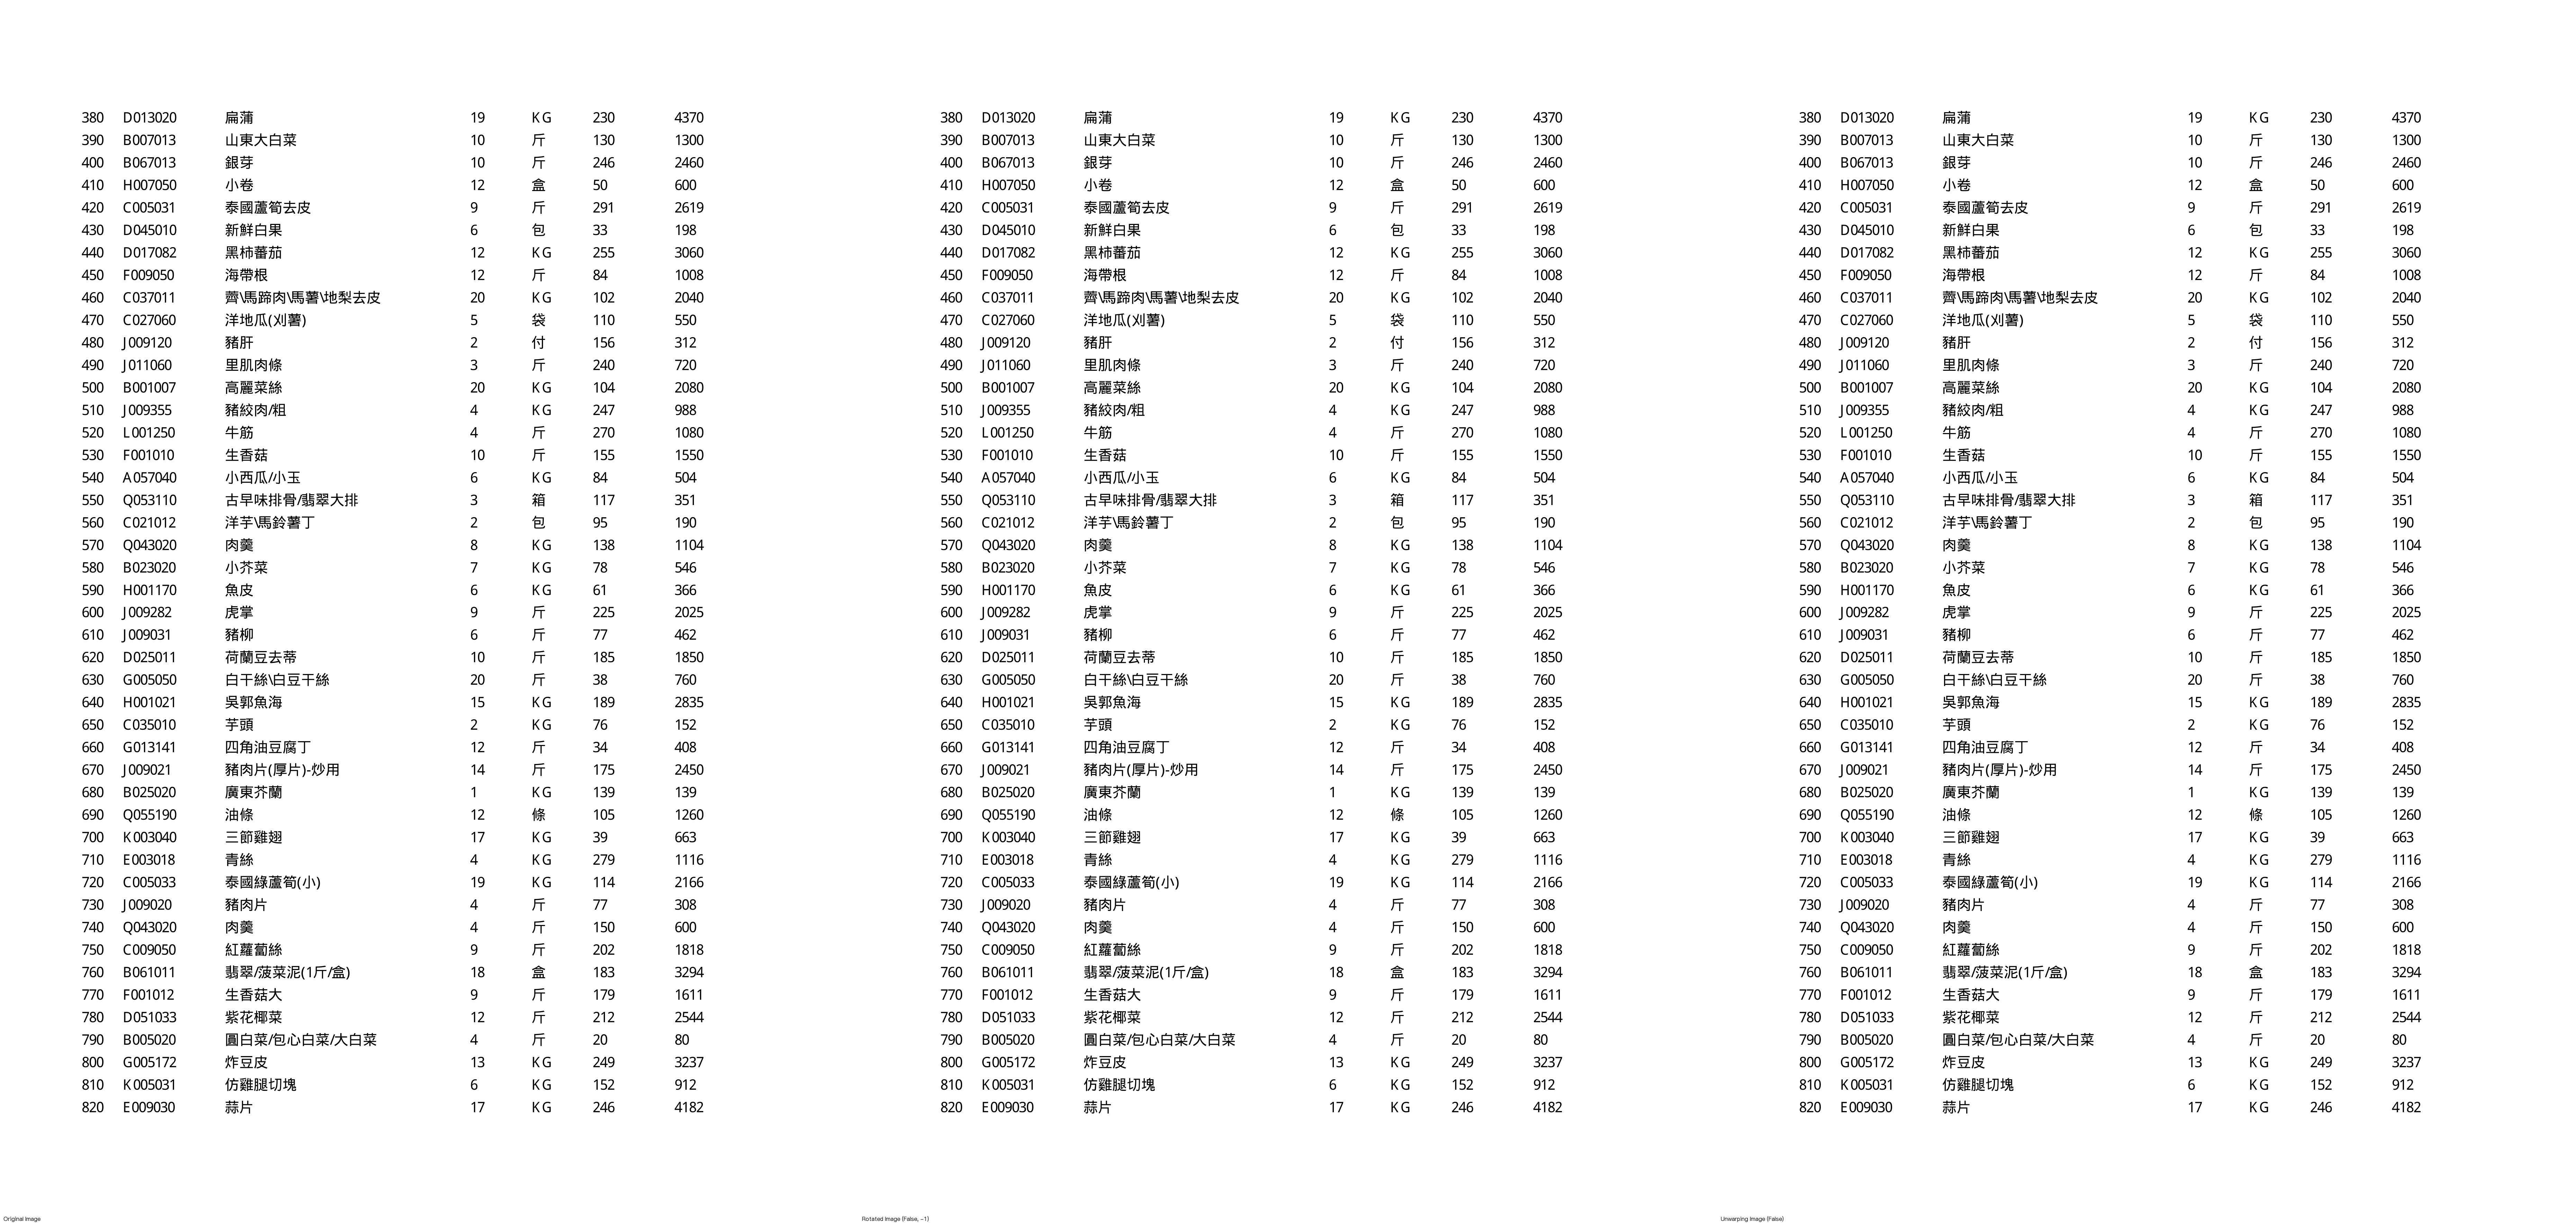 380 D013020 扁蒲 19 KG 230 4370
390 B007013 山東大白菜 10 斤 130 1300
400 B067013 銀芽 10 斤 246 2460
410 H007050 小卷 12 盒 50 600
420 C005031 泰國蘆筍去皮 9 斤 291 2619
430 D045010 新鮮白果 6 包 33 198
440 D017082 黑柿蕃茄 12 KG 255 3060
450 F009050 海帶根 12 斤 84 1008
460 C037011 薺\馬蹄肉\馬薯\地梨去皮 20 KG 102 2040
470 C027060 洋地瓜(刈薯) 5 袋 110 550
480 J009120 豬肝 2 付 156 312
490 J011060 里肌肉條 3 斤 240 720
500 B001007 高麗菜絲 20 KG 104 2080
510 J009355 豬絞肉/粗 4 KG 247 988
520 L001250 牛筋 4 斤 270 1080
530 F001010 生香菇 10 斤 155 1550
540 A057040 小西瓜/小玉 6 KG 84 504
550 Q053110 古早味排骨/翡翠大排 3 箱 117 351
560 C021012 洋芋\馬鈴薯丁 2 包 95 190
570 Q043020 肉羹 8 KG 138 1104
580 B023020 小芥菜 7 KG 78 546
590 H001170 魚皮 6 KG 61 366
600 J009282 虎掌 9 斤 225 2025
610 J009031 豬柳 6 斤 77 462
620 D025011 荷蘭豆去蒂 10 斤 185 1850
630 G005050 白干絲\白豆干絲 20 斤 38 760
640 H001021 吳郭魚海 15 KG 189 2835
650 C035010 芋頭 2 KG 76 152
660 G013141 四角油豆腐丁 12 斤 34 408
670 J009021 豬肉片(厚片)-炒用 14 斤 175 2450
680 B025020 廣東芥蘭 1 KG 139 139
690 Q055190 油條 12 條 105 1260
700 K003040 三節雞翅 17 KG 39 663
710 E003018 青絲 4 KG 279 1116
720 C005033 泰國綠蘆筍(小) 19 KG 114 2166
730 J009020 豬肉片 4 斤 77 308
740 Q043020 肉羹 4 斤 150 600
750 C009050 紅蘿蔔絲 9 斤 202 1818
760 B061011 翡翠/菠菜泥(1斤/盒) 18 盒 183 3294
770 F001012 生香菇大 9 斤 179 1611
780 D051033 紫花椰菜 12 斤 212 2544
790 B005020 圓白菜/包心白菜/大白菜 4 斤 20 80
800 G005172 炸豆皮 13 KG 249 3237
810 K005031 仿雞腿切塊 6 KG 152 912
820 E009030 蒜片 17 KG 246 4182
Original Image
380 D013020 扁蒲 19 KG 230 4370
390 B007013 山東大白菜 10 斤 130 1300
400 B067013 銀芽 10 斤 246 2460
410 H007050 小卷 12 盒 50 600
420 C005031 泰國蘆筍去皮 9 斤 291 2619
430 D045010 新鮮白果 6 包 33 198
440 D017082 黑柿蕃茄 12 KG 255 3060
450 F009050 海帶根 12 斤 84 1008
460 C037011 薺\馬蹄肉\馬薯\地梨去皮 20 KG 102 2040
470 C027060 洋地瓜(刈薯) 5 袋 110 550
480 J009120 豬肝 2 付 156 312
490 J011060 里肌肉條 3 斤 240 720
500 B001007 高麗菜絲 20 KG 104 2080
510 J009355 豬絞肉/粗 4 KG 247 988
520 L001250 牛筋 4 斤 270 1080
530 F001010 生香菇 10 斤 155 1550
540 A057040 小西瓜/小玉 6 KG 84 504
550 Q053110 古早味排骨/翡翠大排 3 箱 117 351
560 C021012 洋芋\馬鈴薯丁 2 包 95 190
570 Q043020 肉羹 8 KG 138 1104
580 B023020 小芥菜 7 KG 78 546
590 H001170 魚皮 6 KG 61 366
600 J009282 虎掌 9 斤 225 2025
610 J009031 豬柳 6 斤 77 462
620 D025011 荷蘭豆去蒂 10 斤 185 1850
630 G005050 白干絲\白豆干絲 20 斤 38 760
640 H001021 吳郭魚海 15 KG 189 2835
650 C035010 芋頭 2 KG 76 152
660 G013141 四角油豆腐丁 12 斤 34 408
670 J009021 豬肉片(厚片)-炒用 14 斤 175 2450
680 B025020 廣東芥蘭 1 KG 139 139
690 Q055190 油條 12 條 105 1260
700 K003040 三節雞翅 17 KG 39 663
710 E003018 青絲 4 KG 279 1116
720 C005033 泰國綠蘆筍(小) 19 KG 114 2166
730 J009020 豬肉片 4 斤 77 308
740 Q043020 肉羹 4 斤 150 600
750 C009050 紅蘿蔔絲 9 斤 202 1818
760 B061011 翡翠/菠菜泥(1斤/盒) 18 盒 183 3294
770 F001012 生香菇大 9 斤 179 1611
780 D051033 紫花椰菜 12 斤 212 2544
790 B005020 圓白菜/包心白菜/大白菜 4 斤 20 80
800 G005172 炸豆皮 13 KG 249 3237
810 K005031 仿雞腿切塊 6 KG 152 912
820 E009030 蒜片 17 KG 246 4182
Rotated Image (False, -1)
380 D013020 扁蒲 19 KG 230 4370
390 B007013 山東大白菜 10 斤 130 1300
400 B067013 銀芽 10 斤 246 2460
410 H007050 小卷 12 盒 50 600
420 C005031 泰國蘆筍去皮 9 斤 291 2619
430 D045010 新鮮白果 6 包 33 198
440 D017082 黑柿蕃茄 12 KG 255 3060
450 F009050 海帶根 12 斤 84 1008
460 C037011 薺\馬蹄肉\馬薯\地梨去皮 20 KG 102 2040
470 C027060 洋地瓜(刈薯) 5 袋 110 550
480 J009120 豬肝 2 付 156 312
490 J011060 里肌肉條 3 斤 240 720
500 B001007 高麗菜絲 20 KG 104 2080
510 J009355 豬絞肉/粗 4 KG 247 988
520 L001250 牛筋 4 斤 270 1080
530 F001010 生香菇 10 斤 155 1550
540 A057040 小西瓜/小玉 6 KG 84 504
550 Q053110 古早味排骨/翡翠大排 3 箱 117 351
560 C021012 洋芋\馬鈴薯丁 2 包 95 190
570 Q043020 肉羹 8 KG 138 1104
580 B023020 小芥菜 7 KG 78 546
590 H001170 魚皮 6 KG 61 366
600 J009282 虎掌 9 斤 225 2025
610 J009031 豬柳 6 斤 77 462
620 D025011 荷蘭豆去蒂 10 斤 185 1850
630 G005050 白干絲\白豆干絲 20 斤 38 760
640 H001021 吳郭魚海 15 KG 189 2835
650 C035010 芋頭 2 KG 76 152
660 G013141 四角油豆腐丁 12 斤 34 408
670 J009021 豬肉片(厚片)-炒用 14 斤 175 2450
680 B025020 廣東芥蘭 1 KG 139 139
690 Q055190 油條 12 條 105 1260
700 K003040 三節雞翅 17 KG 39 663
710 E003018 青絲 4 KG 279 1116
720 C005033 泰國綠蘆筍(小) 19 KG 114 2166
730 J009020 豬肉片 4 斤 77 308
740 Q043020 肉羹 4 斤 150 600
750 C009050 紅蘿蔔絲 9 斤 202 1818
760 B061011 翡翠/菠菜泥(1斤/盒) 18 盒 183 3294
770 F001012 生香菇大 9 斤 179 1611
780 D051033 紫花椰菜 12 斤 212 2544
790 B005020 圓白菜/包心白菜/大白菜 4 斤 20 80
800 G005172 炸豆皮 13 KG 249 3237
810 K005031 仿雞腿切塊 6 KG 152 912
820 E009030 蒜片 17 KG 246 4182
Unwarping Image (False)